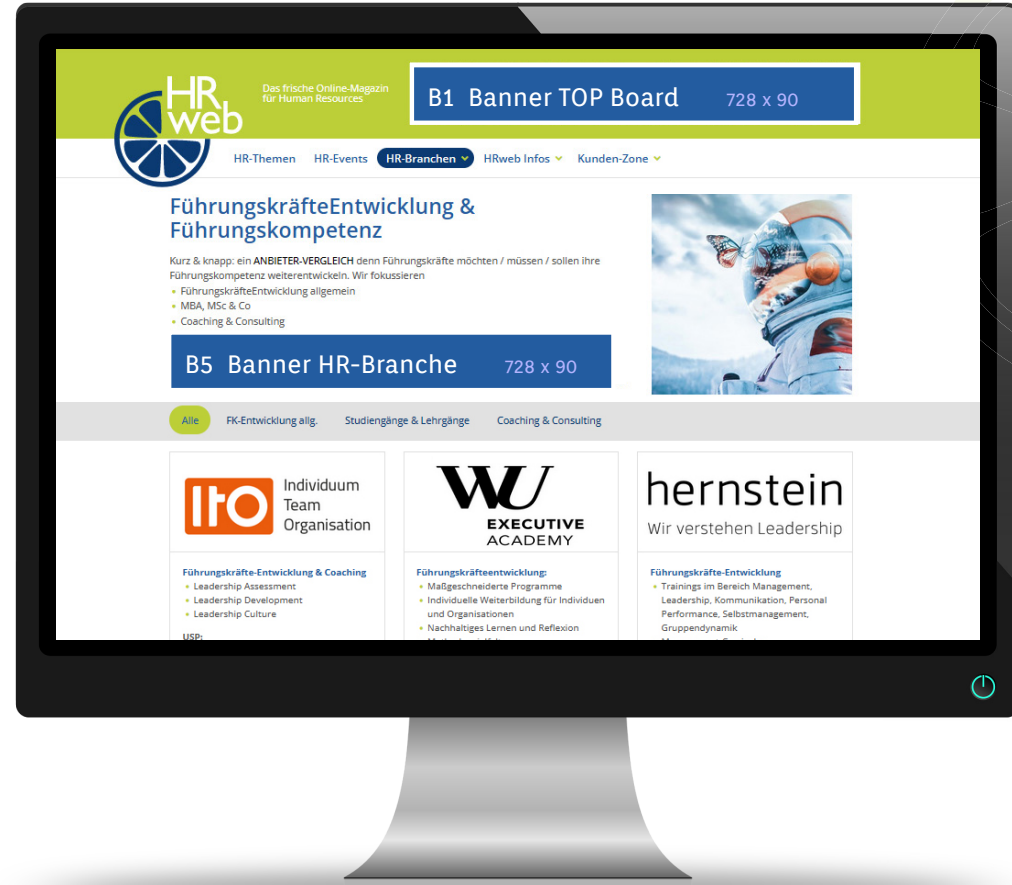 HR
web
Das frische Online-Magazin
für Human Resources
B1 Banner TOP Board 728 x 90
HR-Themen HR-Events HR-Branchen HRweb Infos Kunden-Zone
FührungskräfteEntwicklung &
Führungskompetenz
Kurz & knapp: ein ANBIETER-VERGLEICH denn Führungskräfte möchten / müssen / sollen ihre
Führungskompetenz weiterentwickeln. Wir fokussieren
• FührungskräfteEntwicklung allgemein
• MBA, MSc & Co
• Coaching & Consulting
B5 Banner HR-Branche 728 x 90
Alle FK-Entwicklung allg. Studiengänge & Lehrgänge Coaching & Consulting
ItO
Individuum
Team
Organisation
WU
EXECUTIVE
ACADEMY
hernstein
Wir verstehen Leadership
Führungskräfte-Entwicklung & Coaching
• Leadership Assessment
• Leadership Development
• Leadership Culture
USP:
Führungskräfteentwicklung:
• Maßgeschneiderte Programme
• Individuelle Weiterbildung für Individuen
und Organisationen
• Nachhaltiges Lernen und Reflexion
Führungskräfte-Entwicklung
• Trainings im Bereich Management,
Leadership, Kommunikation, Personal
Performance, Selbstmanagement,
Gruppendynamik